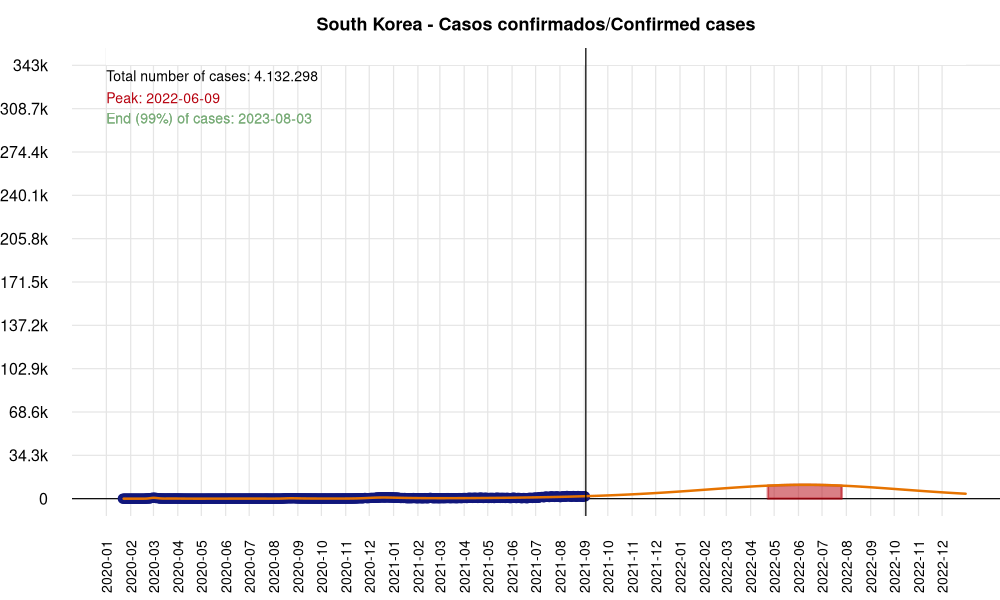 South Korea - Casos confirmados/Confirmed cases
343k
Total number of cases: 4.132.298
Peak: 2022-06-09
308.7k
End (99%) of cases: 2023-08-03
274.4k
240.1k
205.8k
171.5k
137.2k
102.9k
68.6k
34.3k
0
2020-01
2020-02
2020-03
2020-04
2020-05
2020-06
2020-07
2020-08
2020-09
2020-10
2020-11
2020-12
2021-01
2021-03
2021-03
2021-04
2021-05
2021-06
2021-07
2021-08
2021-09
2021-10
2021-11
2021-12
2022-01
2022-02
2022-03
2022-04
2022-05
2022-06
2022-07
2022-08
2022-09
2022-10
2022-11
2022-12